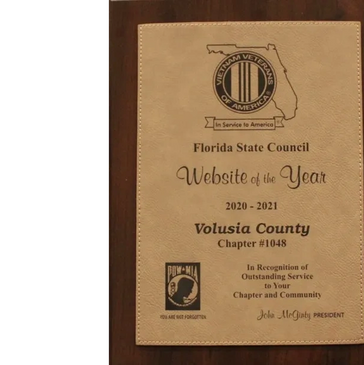 VIETNAM VETERANS
OF AMERICA
In Service to America
Florida State Council
Website of the Year
2020 - 2021
Volusia County
Chapter #1048
In Recognition of
Outstanding Service
to Your
Chapter and Community
POW★MIA
YOU ARE NOT FORGOTTEN
John McGinty PRESIDENT